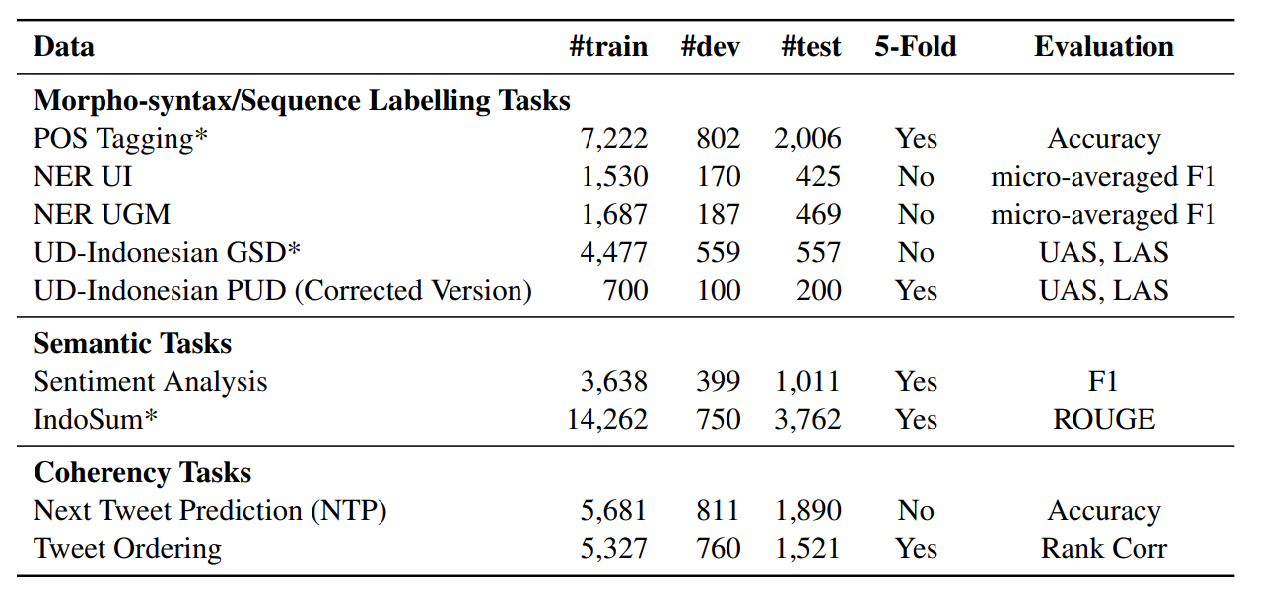 Data #train #dev #test 5-Fold Evaluation
Morpho-syntax/Sequence Labelling Tasks
POS Tagging* 7,222 802 2,006 Yes Accuracy
NER UI 1,530 170 425 No micro-averaged F1
NER UGM 1,687 187 469 No micro-averaged F1
UD-Indonesian GSD* 4,477 559 557 No UAS, LAS
UD-Indonesian PUD (Corrected Version) 700 100 200 Yes UAS, LAS
Semantic Tasks
Sentiment Analysis 3,638 399 1,011 Yes F1
IndoSum* 14,262 750 3,762 Yes ROUGE
Coherency Tasks
Next Tweet Prediction (NTP) 5,681 811 1,890 No Accuracy
Tweet Ordering 5,327 760 1,521 Yes Rank Corr